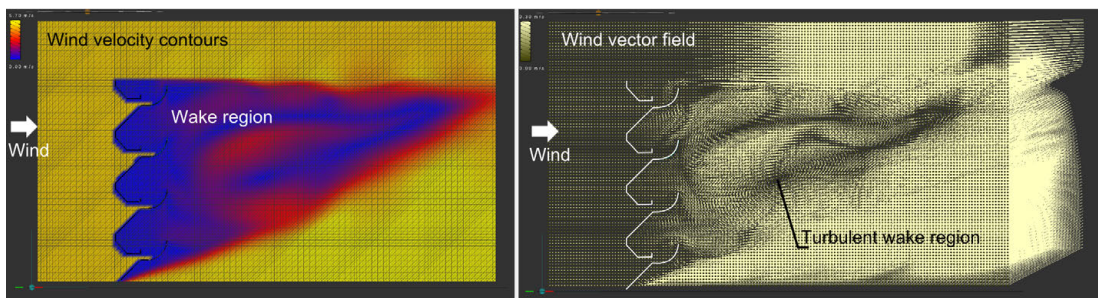 Wind velocity contours
Wake region
Wind
Wind vector field
Wind
Turbulent wake region